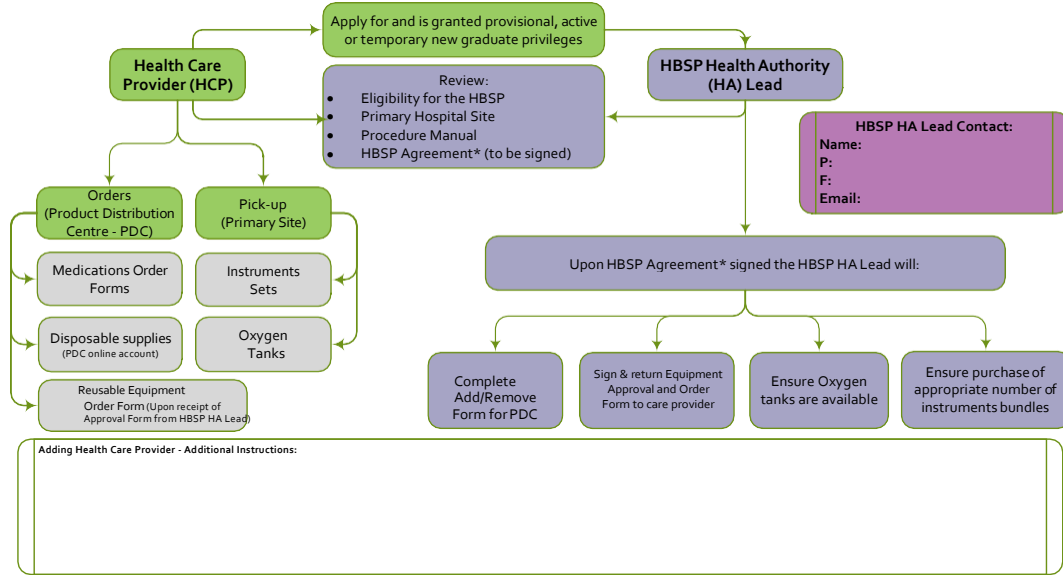 Apply for and is granted provisional, active
or temporary new graduate privileges
Health Care
Provider (HCP)
HBSP Health Authority
(HA) Lead
Review:
• Eligibility for the HBSP
• Primary Hospital Site
• Procedure Manual
• HBSP Agreement* (to be signed)
HBSP HA Lead Contact:
Name:
P:
F:
Email:
Orders
(Product Distribution
Centre - PDC)
Pick-up
(Primary Site)
Medications Order
Forms
Instruments
Sets
Disposable supplies
(PDC online account)
Oxygen
Tanks
Reusable Equipment
Order Form (Upon receipt of
Approval Form from HBSP HA Lead)
Upon HBSP Agreement* signed the HBSP HA Lead will:
Complete
Add/Remove
Form for PDC
Sign & return Equipment
Approval and Order
Form to care provider
Ensure Oxygen
tanks are available
Ensure purchase of
appropriate number of
instruments bundles
Adding Health Care Provider - Additional Instructions: